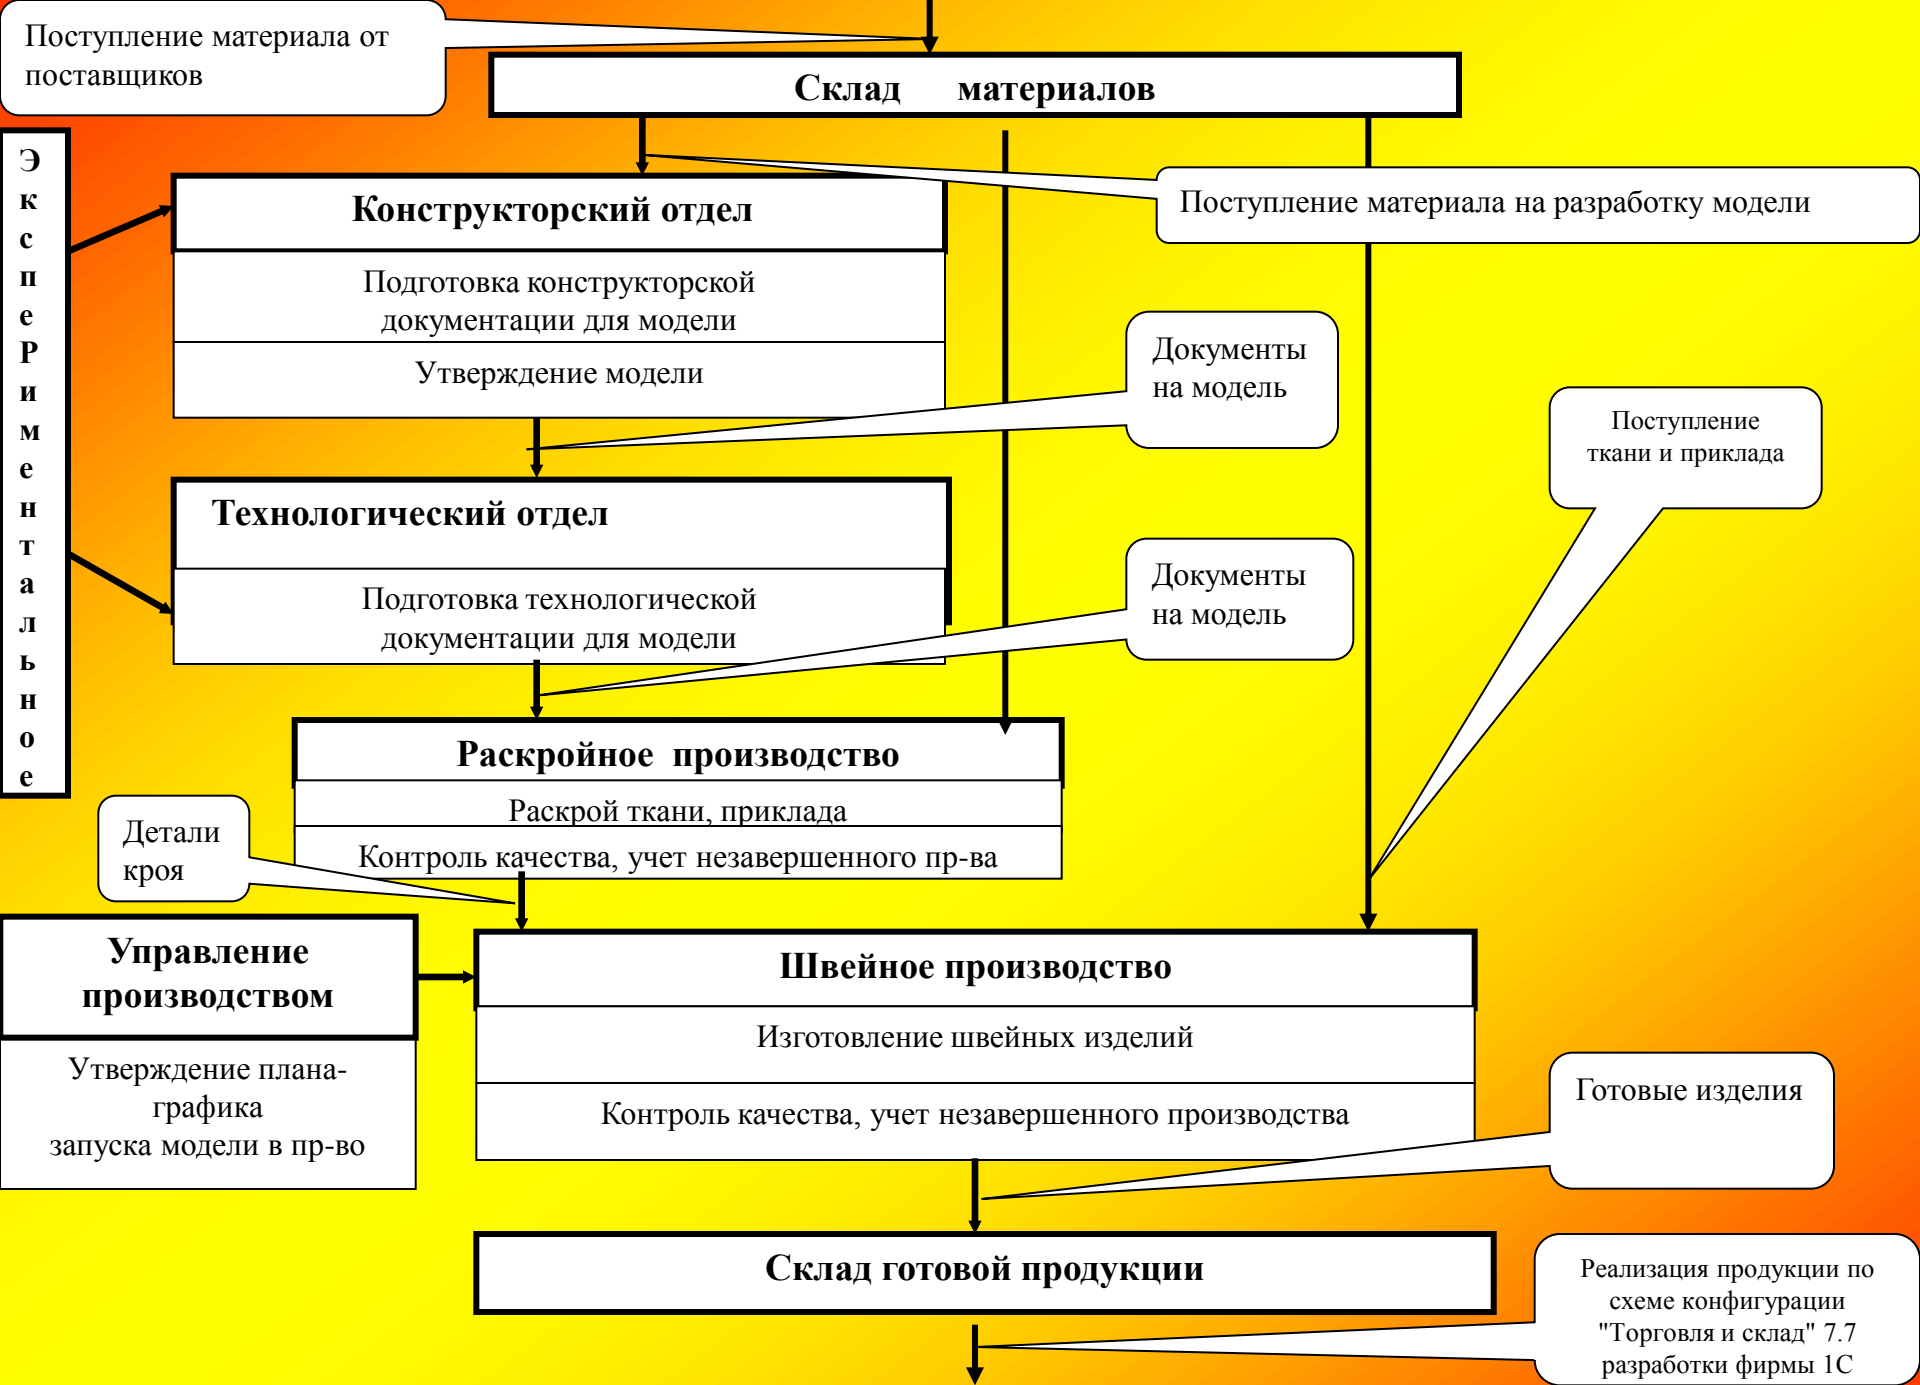 Поступление материала от
поставщиков
Склад материалов
Э
к
с
п
е
Р
и
м
е
н
т
а
л
ь
н
о
е
Конструкторский отдел
Поступление материала на разработку модели
Подготовка конструкторской
документации для модели
Утверждение модели
Документы
на модель
Поступление
ткани и приклада
Технологический отдел
Подготовка технологической
документации для модели
Документы
на модель
Раскройное производство
Раскрой ткани, приклада
Контроль качества, учет незавершенного пр-ва
Детали
кроя
Управление
производством
Утверждение плана-
графика
запуска модели в пр-во
Швейное производство
Изготовление швейных изделий
Контроль качества, учет незавершенного производства
Готовые изделия
Склад готовой продукции
Реализация продукции по
схеме конфигурации
"Торговля и склад" 7.7
разработки фирмы 1С